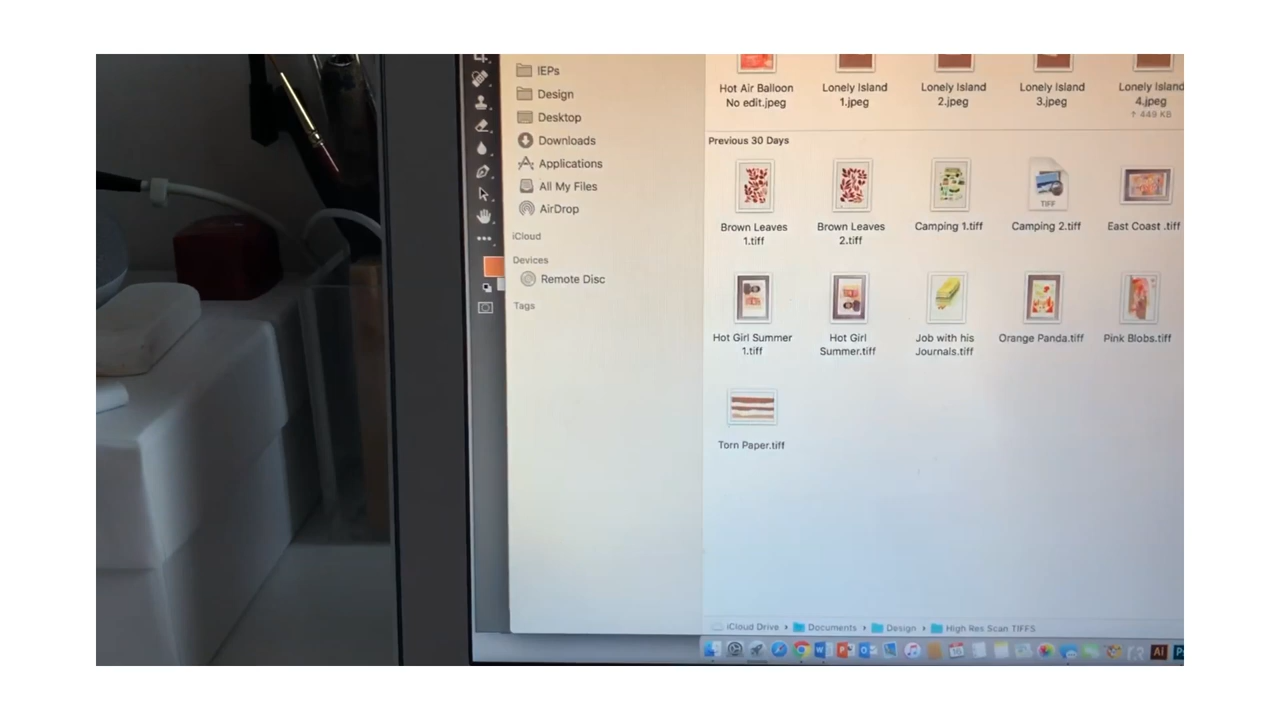 IEPs
Design
Desktop
Downloads
Applications
All My Files
AirDrop
iCloud
Devices
Remote Disc
Tags
Hot Air Balloon
No edit.jpeg
Lonely Island
1.jpeg
Lonely Island
2.jpeg
Lonely Island
3.jpeg
Lonely Island
4.jpeg
↑ 449 KB
Previous 30 Days
Brown Leaves
1.tiff
Brown Leaves
2.tiff
Camping 1.tiff
TIFF
Camping 2.tiff
East Coast .tiff
Hot Girl Summer
1.tiff
Hot Girl
Summer.tiff
Job with his
Journals.tiff
Orange Panda.tiff
Pink Blobs.tiff
Torn Paper.tiff
iCloud Drive › Documents › Design › High Res Scan TIFFS
Ai